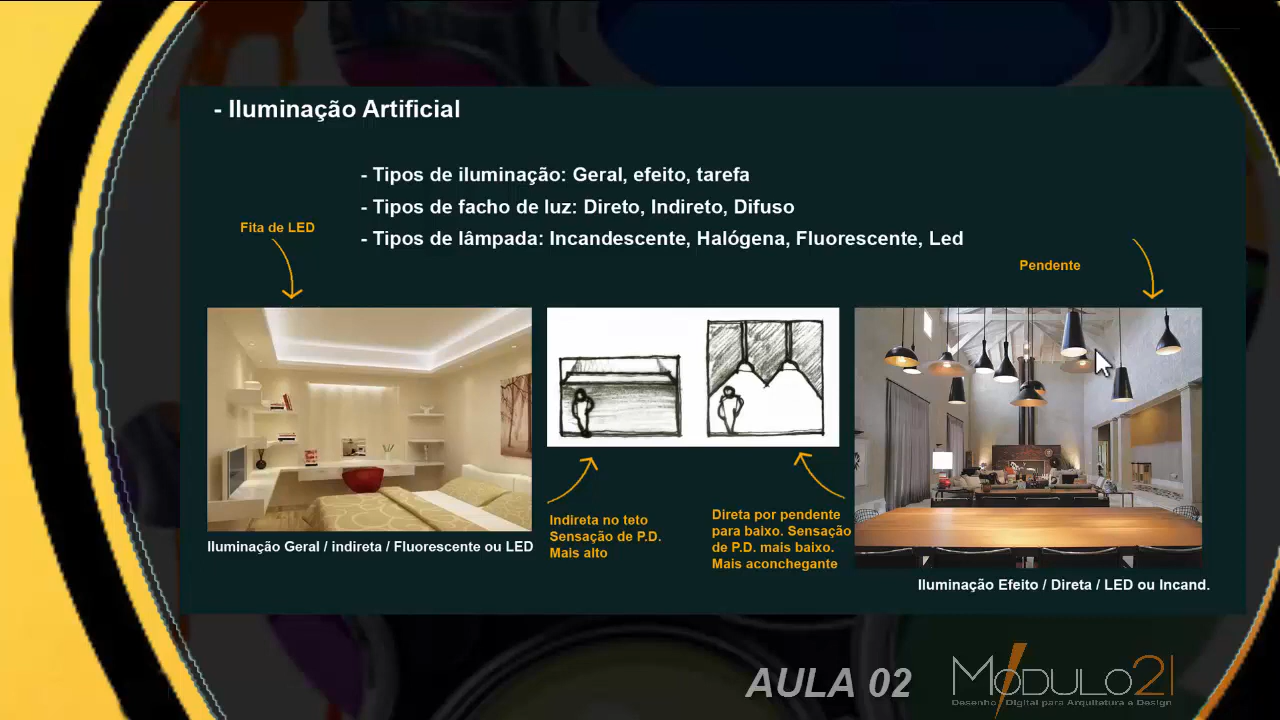 - Iluminação Artificial
- Tipos de iluminação: Geral, efeito, tarefa
- Tipos de facho de luz: Direto, Indireto, Difuso
- Tipos de lâmpada: Incandescente, Halógena, Fluorescente, Led
Fita de LED
Pendente
Iluminação Geral / indireta / Fluorescente ou LED
Indireta no teto
Sensação de P.D.
Mais alto
Direta por pendente
para baixo. Sensação
de P.D. mais baixo.
Mais aconchegante
Iluminação Efeito / Direta / LED ou Incand.
AULA 02
MÓDULO21
Desenho Digital para Arquitetura e Design